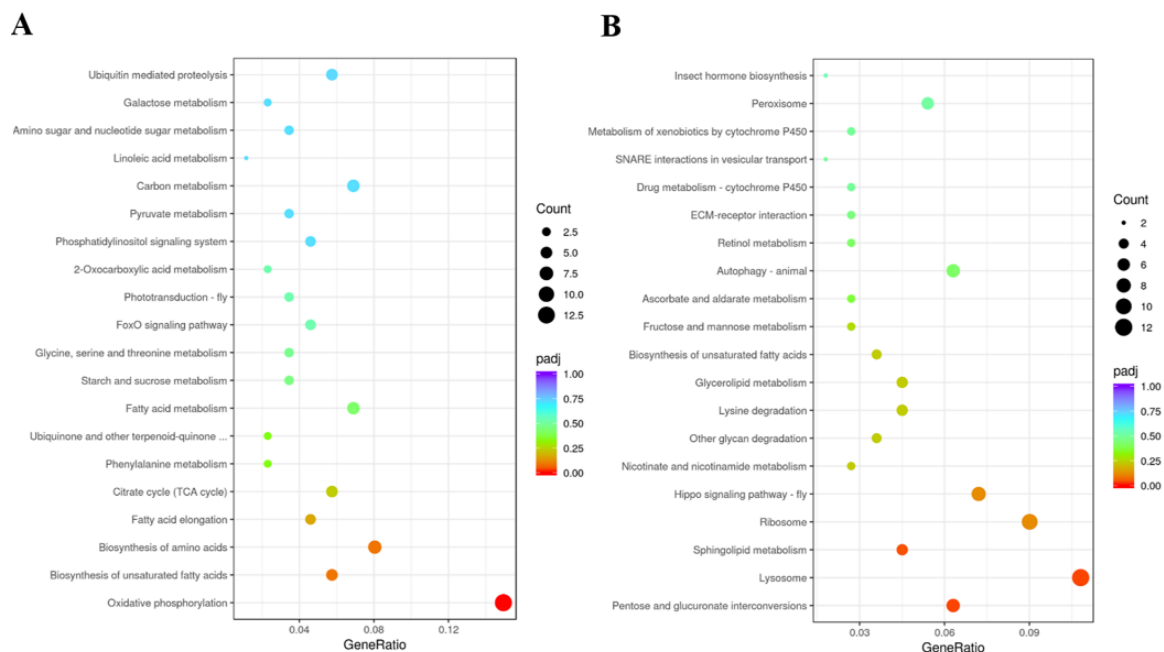 A
Ubiquitin mediated proteolysis
Galactose metabolism
Amino sugar and nucleotide sugar metabolism
Linoleic acid metabolism
Carbon metabolism
Pyruvate metabolism
Phosphatidylinositol signaling system
2-Oxocarboxylic acid metabolism
Phototransduction - fly
FoxO signaling pathway
Glycine, serine and threonine metabolism
Starch and sucrose metabolism
Fatty acid metabolism
Ubiquinone and other terpenoid-quinone ...
Phenylalanine metabolism
Citrate cycle (TCA cycle)
Fatty acid elongation
Biosynthesis of amino acids
Biosynthesis of unsaturated fatty acids
Oxidative phosphorylation
0.04 0.08 0.12
GeneRatio
Count
2.5
5.0
7.5
10.0
12.5
padj
1.00
0.75
0.50
0.25
0.00
B
Insect hormone biosynthesis
Peroxisome
Metabolism of xenobiotics by cytochrome P450
SNARE interactions in vesicular transport
Drug metabolism - cytochrome P450
ECM-receptor interaction
Retinol metabolism
Autophagy - animal
Ascorbate and aldarate metabolism
Fructose and mannose metabolism
Biosynthesis of unsaturated fatty acids
Glycerolipid metabolism
Lysine degradation
Other glycan degradation
Nicotinate and nicotinamide metabolism
Hippo signaling pathway - fly
Ribosome
Sphingolipid metabolism
Lysosome
Pentose and glucuronate interconversions
0.03 0.06 0.09
GeneRatio
Count
2
4
6
8
10
12
padj
1.00
0.75
0.50
0.25
0.00